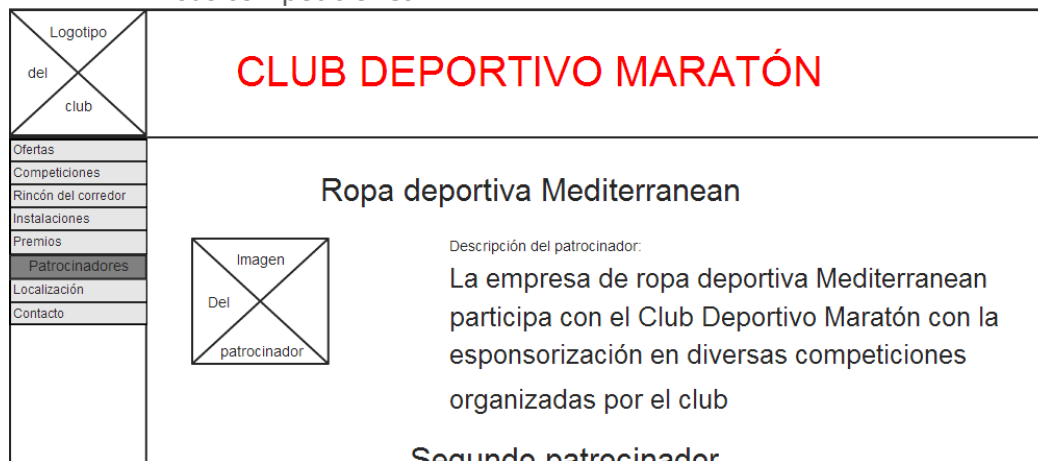 Logotipo
del
club
CLUB DEPORTIVO MARATÓN
Ofertas
Competiciones
Rincón del corredor
Instalaciones
Premios
Patrocinadores
Localización
Contacto
Ropa deportiva Mediterranean
Imagen
Del
patrocinador
Descripción del patrocinador:
La empresa de ropa deportiva Mediterranean
participa con el Club Deportivo Maratón con la
esponsorización en diversas competiciones
organizadas por el club
Segundo patrocinador